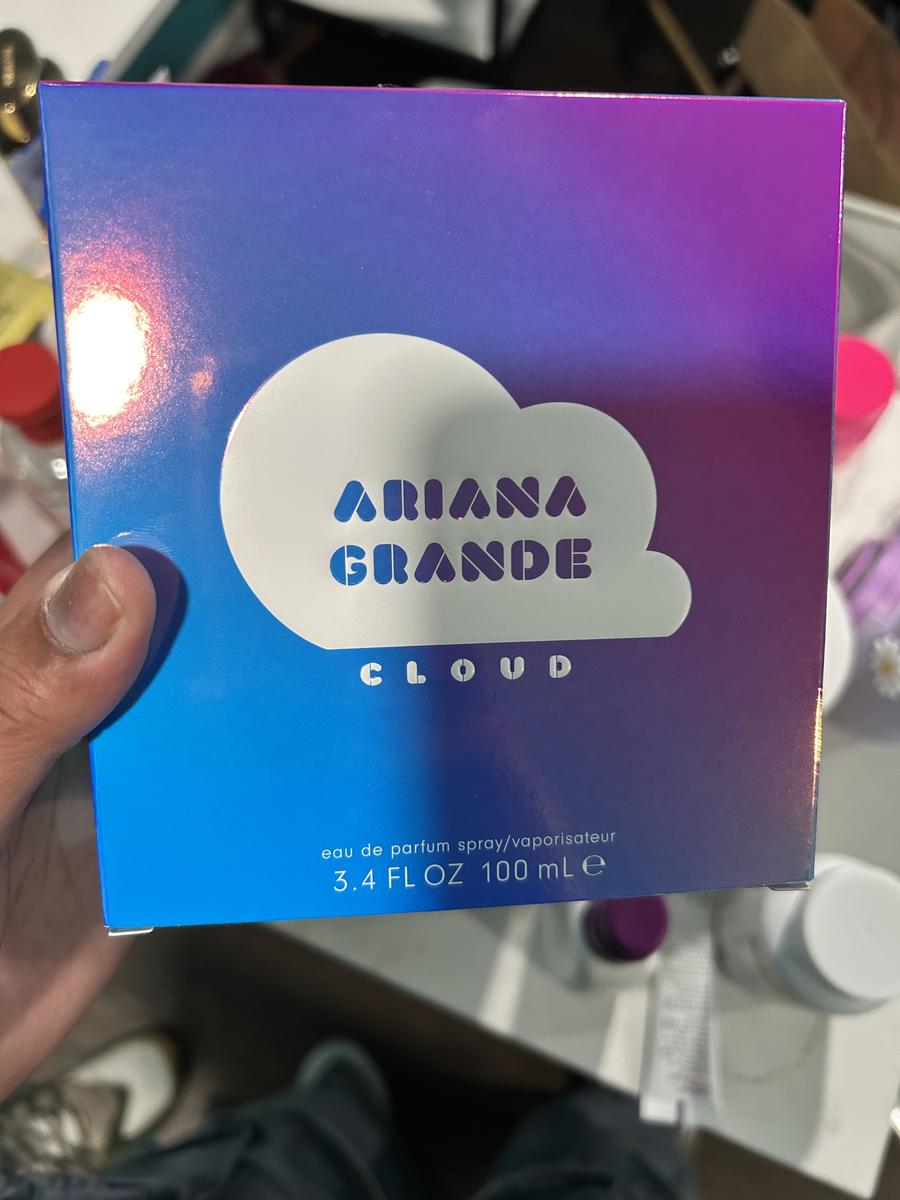 ARIANA
GRANDE
CLOUD
eau de parfum spray/vaporisateur
3.4 FL OZ 100 mL ℮